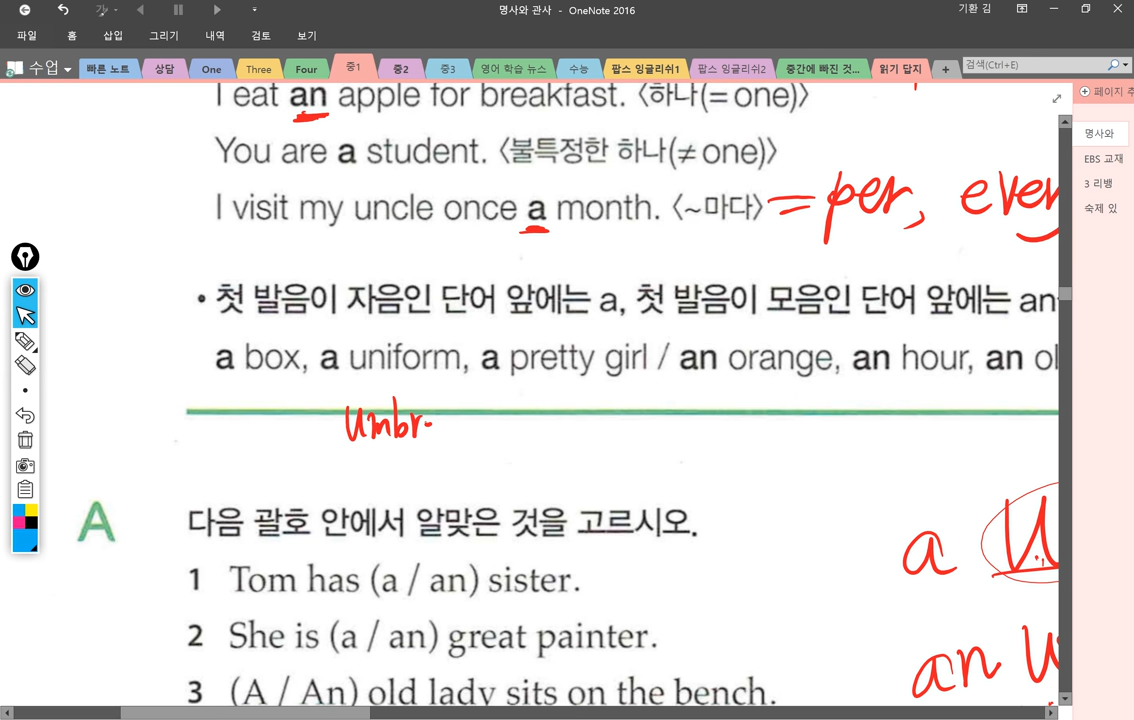 명사와 관사 - OneNote 2016
기환 김
파일 홈 삽입 그리기 내역 검토 보기
수업 빠른 노트 상담 One Three Four 중1 중2 중3 영어 학습 뉴스 수능 팝스 잉글리쉬1 팝스 잉글리쉬2 중간에 빠진 것... 읽기 답지 + 검색(Ctrl+E)
I eat an apple for breakfast. 〈하나(= one)〉
페이지 추
You are a student. 〈불특정한 하나(≠ one)〉
명사와
EBS 교재
3 리뱅
숙제 있
I visit my uncle once a month. 〈~마다〉 = per, ever
• 첫 발음이 자음인 단어 앞에는 a, 첫 발음이 모음인 단어 앞에는 an
a box, a uniform, a pretty girl / an orange, an hour, an ol
umbr
A 다음 괄호 안에서 알맞은 것을 고르시오.
a U
1 Tom has (a / an) sister.
2 She is (a / an) great painter.
an u
3 (A / An) old lady sits on the bench.